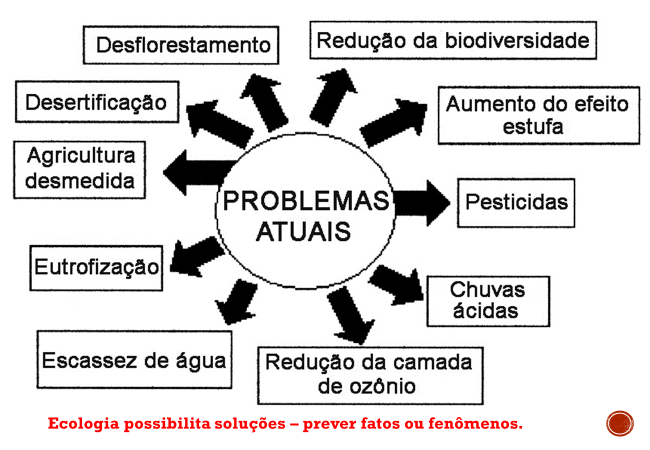 Desflorestamento
Redução da biodiversidade
Desertificação
Aumento do efeito
estufa
Agricultura
desmedida
PROBLEMAS
ATUAIS
Pesticidas
Eutrofização
Chuvas
ácidas
Escassez de água
Redução da camada
de ozônio
Ecologia possibilita soluções – prever fatos ou fenômenos.